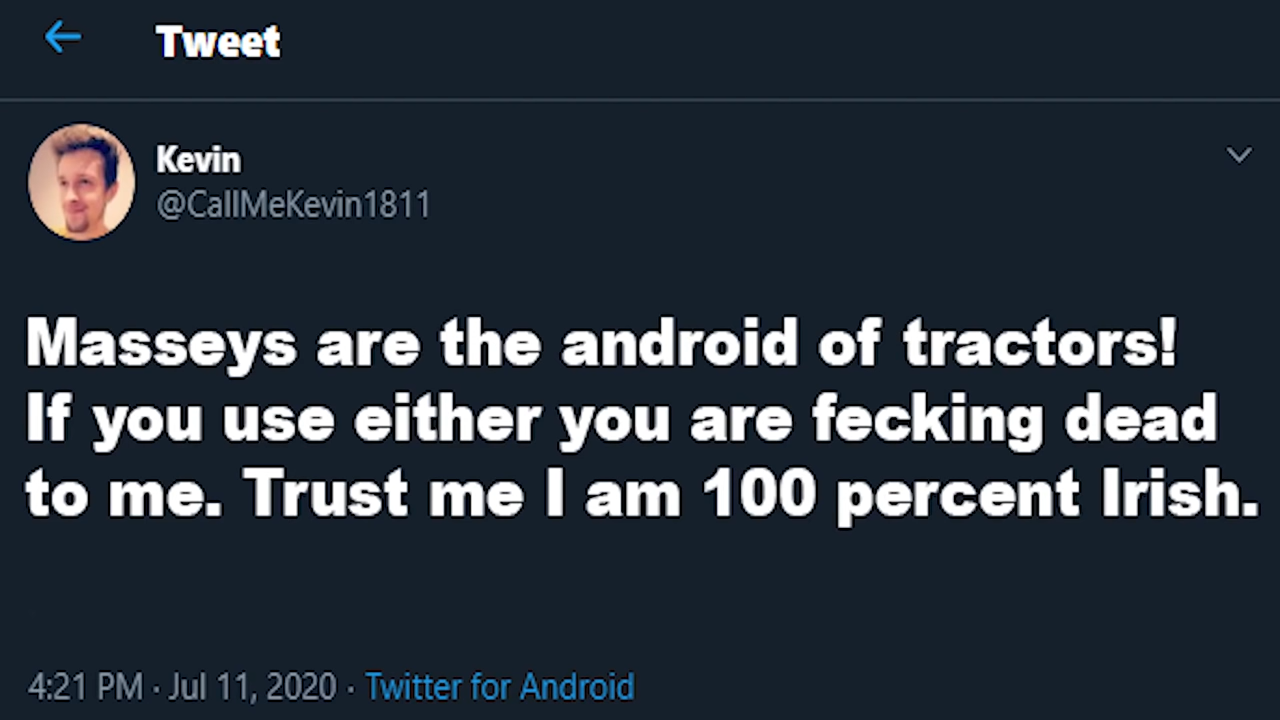 Tweet
Kevin
@CallMeKevin1811
Masseys are the android of tractors!
If you use either you are fecking dead
to me. Trust me I am 100 percent Irish.
4:21 PM · Jul 11, 2020 · Twitter for Android